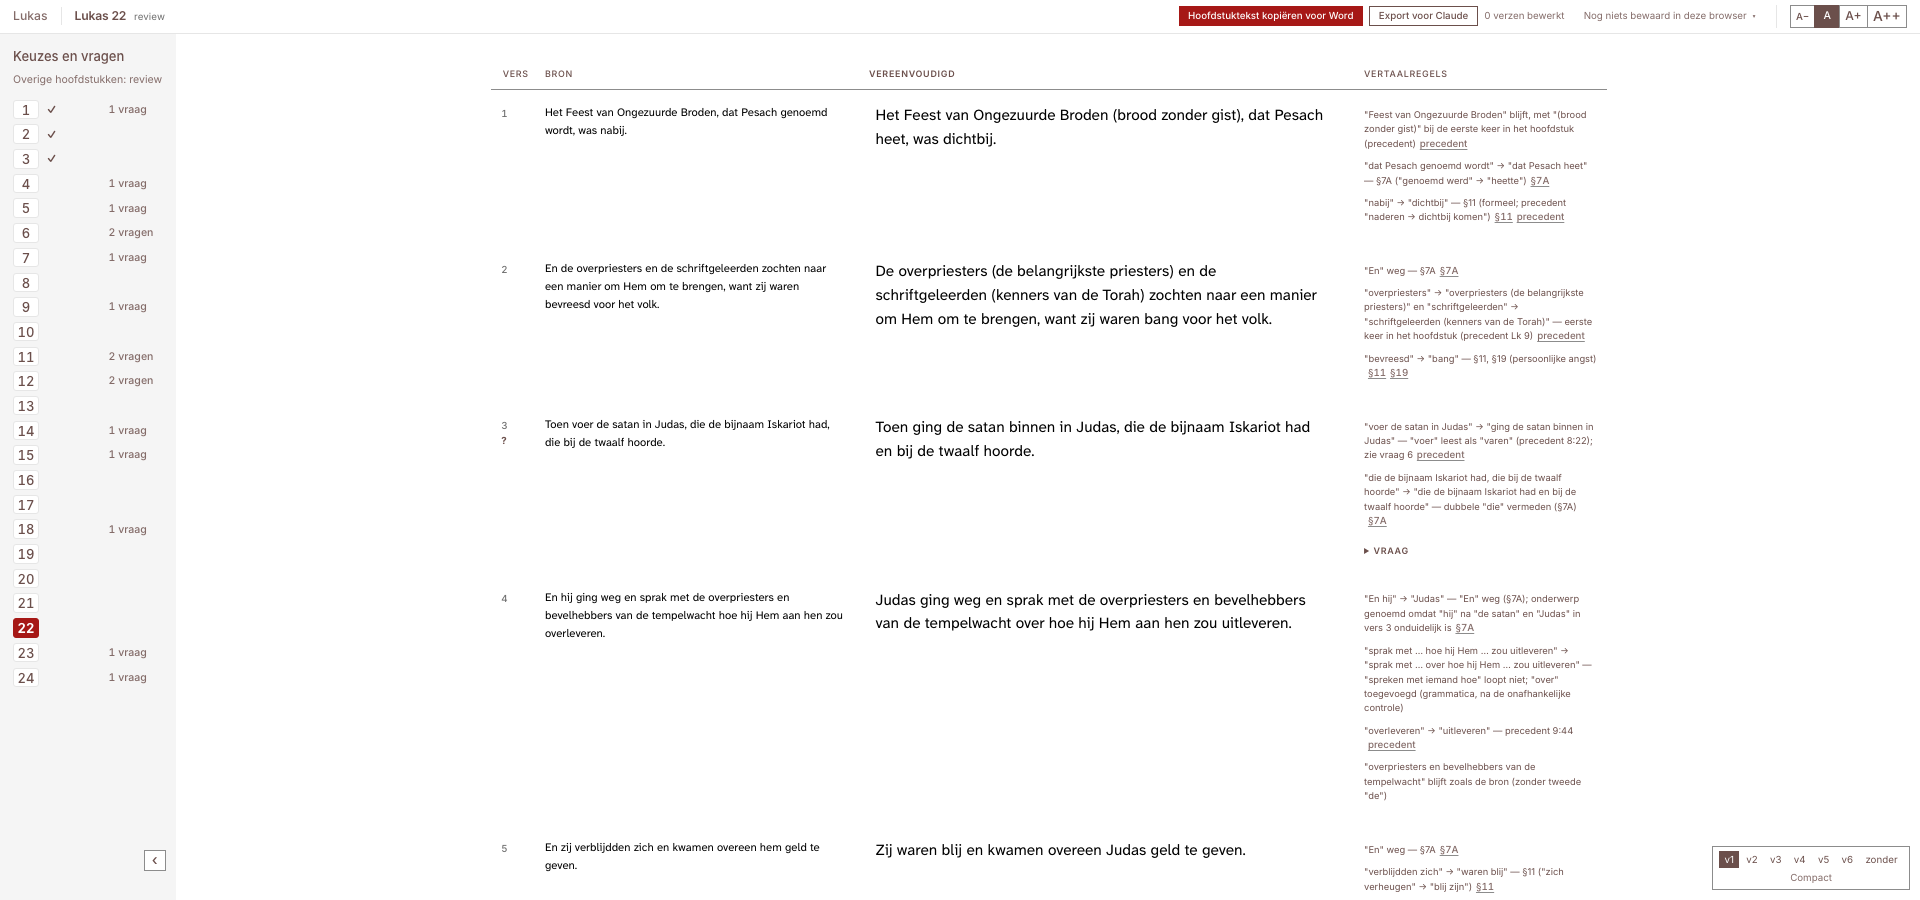 Lukas
Lukas 22 review
Hoofdstuktekst kopiëren voor Word
Export voor Claude
0 verzen bewerkt
Nog niets bewaard in deze browser
A−
A
A+
A++
Keuzes en vragen
Overige hoofdstukken: review
1 ✓ 1 vraag
2 ✓
3 ✓
4 1 vraag
5 1 vraag
6 2 vragen
7 1 vraag
8
9 1 vraag
10
11 2 vragen
12 2 vragen
13
14 1 vraag
15 1 vraag
16
17
18 1 vraag
19
20
21
22
23 1 vraag
24 1 vraag
VERS BRON VEREENVOUDIGD VERTAALREGELS
1
Het Feest van Ongezuurde Broden, dat Pesach genoemd
wordt, was nabij.
Het Feest van Ongezuurde Broden (brood zonder gist), dat Pesach
heet, was dichtbij.
"Feest van Ongezuurde Broden" blijft, met "(brood
zonder gist)" bij de eerste keer in het hoofdstuk
(precedent) precedent
"dat Pesach genoemd wordt" → "dat Pesach heet"
— §7A ("genoemd werd" → "heette") §7A
"nabij" → "dichtbij" — §11 (formeel; precedent
"naderen → dichtbij komen") §11 precedent
2
En de overpriesters en de schriftgeleerden zochten naar
een manier om Hem om te brengen, want zij waren
bevreesd voor het volk.
De overpriesters (de belangrijkste priesters) en de
schriftgeleerden (kenners van de Torah) zochten naar een manier
om Hem om te brengen, want zij waren bang voor het volk.
"En" weg — §7A §7A
"overpriesters" → "overpriesters (de belangrijkste
priesters)" en "schriftgeleerden" →
"schriftgeleerden (kenners van de Torah)" — eerste
keer in het hoofdstuk (precedent Lk 9) precedent
"bevreesd" → "bang" — §11, §19 (persoonlijke angst)
§11 §19
3
?
Toen voer de satan in Judas, die de bijnaam Iskariot had,
die bij de twaalf hoorde.
Toen ging de satan binnen in Judas, die de bijnaam Iskariot had
en bij de twaalf hoorde.
"voer de satan in Judas" → "ging de satan binnen in
Judas" — "voer" leest als "varen" (precedent 8:22);
zie vraag 6 precedent
"die de bijnaam Iskariot had, die bij de twaalf
hoorde" → "die de bijnaam Iskariot had en bij de
twaalf hoorde" — dubbele "die" vermeden (§7A)
§7A
▶ VRAAG
4
En hij ging weg en sprak met de overpriesters en
bevelhebbers van de tempelwacht hoe hij Hem aan hen zou
overleveren.
Judas ging weg en sprak met de overpriesters en bevelhebbers
van de tempelwacht over hoe hij Hem aan hen zou uitleveren.
"En hij" → "Judas" — "En" weg (§7A); onderwerp
genoemd omdat "hij" na "de satan" en "Judas" in
vers 3 onduidelijk is §7A
"sprak met ... hoe hij Hem ... zou uitleveren" →
"sprak met ... over hoe hij Hem ... zou uitleveren" —
"spreken met iemand hoe" loopt niet; "over"
toegevoegd (grammatica, na de onafhankelijke
controle)
"overleveren" → "uitleveren" — precedent 9:44
precedent
"overpriesters en bevelhebbers van de
tempelwacht" blijft zoals de bron (zonder tweede
"de")
5
En zij verblijdden zich en kwamen overeen hem geld te
geven.
Zij waren blij en kwamen overeen Judas geld te geven.
"En" weg — §7A §7A
"verblijdden zich" → "waren blij" — §11 ("zich
verheugen" → "blij zijn") §11
‹
v1 v2 v3 v4 v5 v6 zonder
Compact